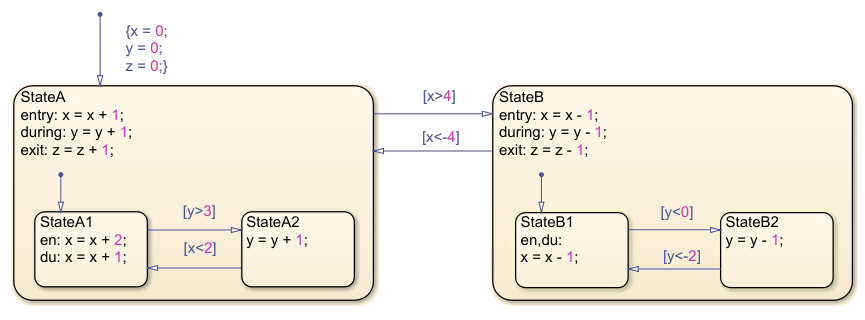 {x = 0;
y = 0;
z = 0;}
StateA
entry: x = x + 1;
during: y = y + 1;
exit: z = z + 1;
StateA1
en: x = x + 2;
du: x = x + 1;
[y>3]
[x<2]
StateA2
y = y + 1;
[x>4]
[x<-4]
StateB
entry: x = x - 1;
during: y = y - 1;
exit: z = z - 1;
StateB1
en,du:
x = x - 1;
[y<0]
[y<-2]
StateB2
y = y - 1;